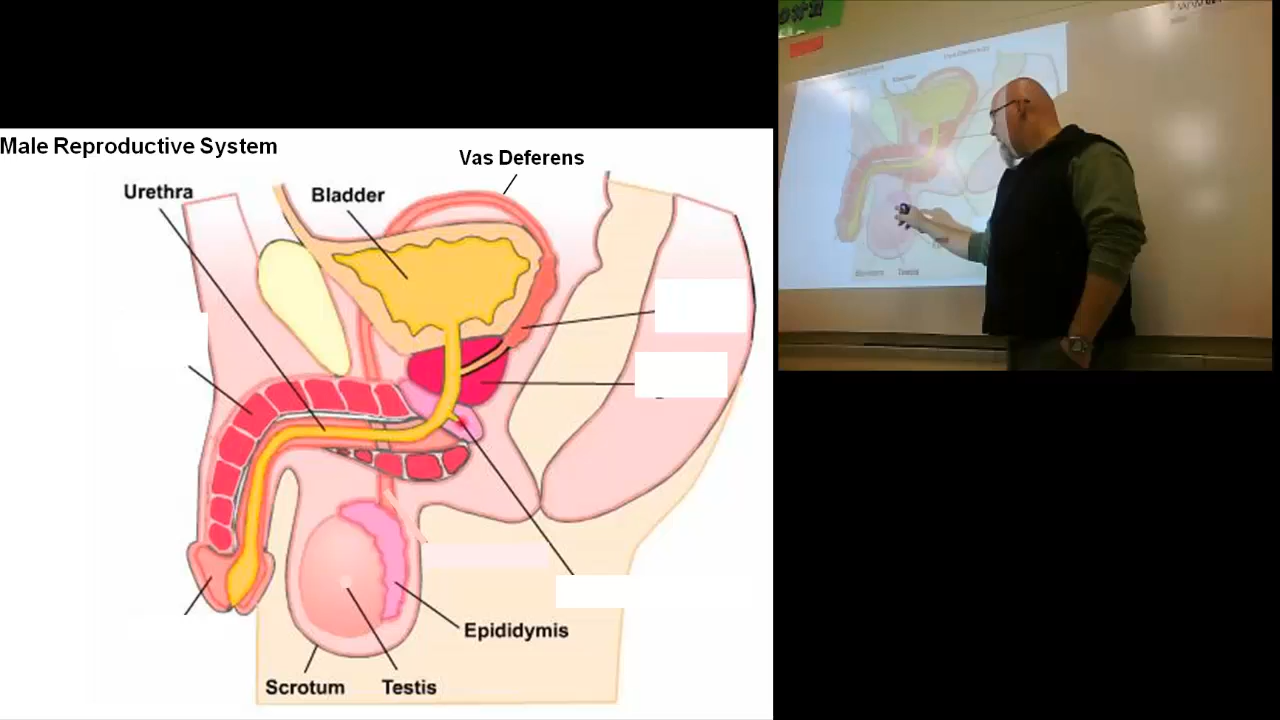 Male Reproductive System
Vas Deferens
Urethra
Bladder
Epididymis
Scrotum
Testis